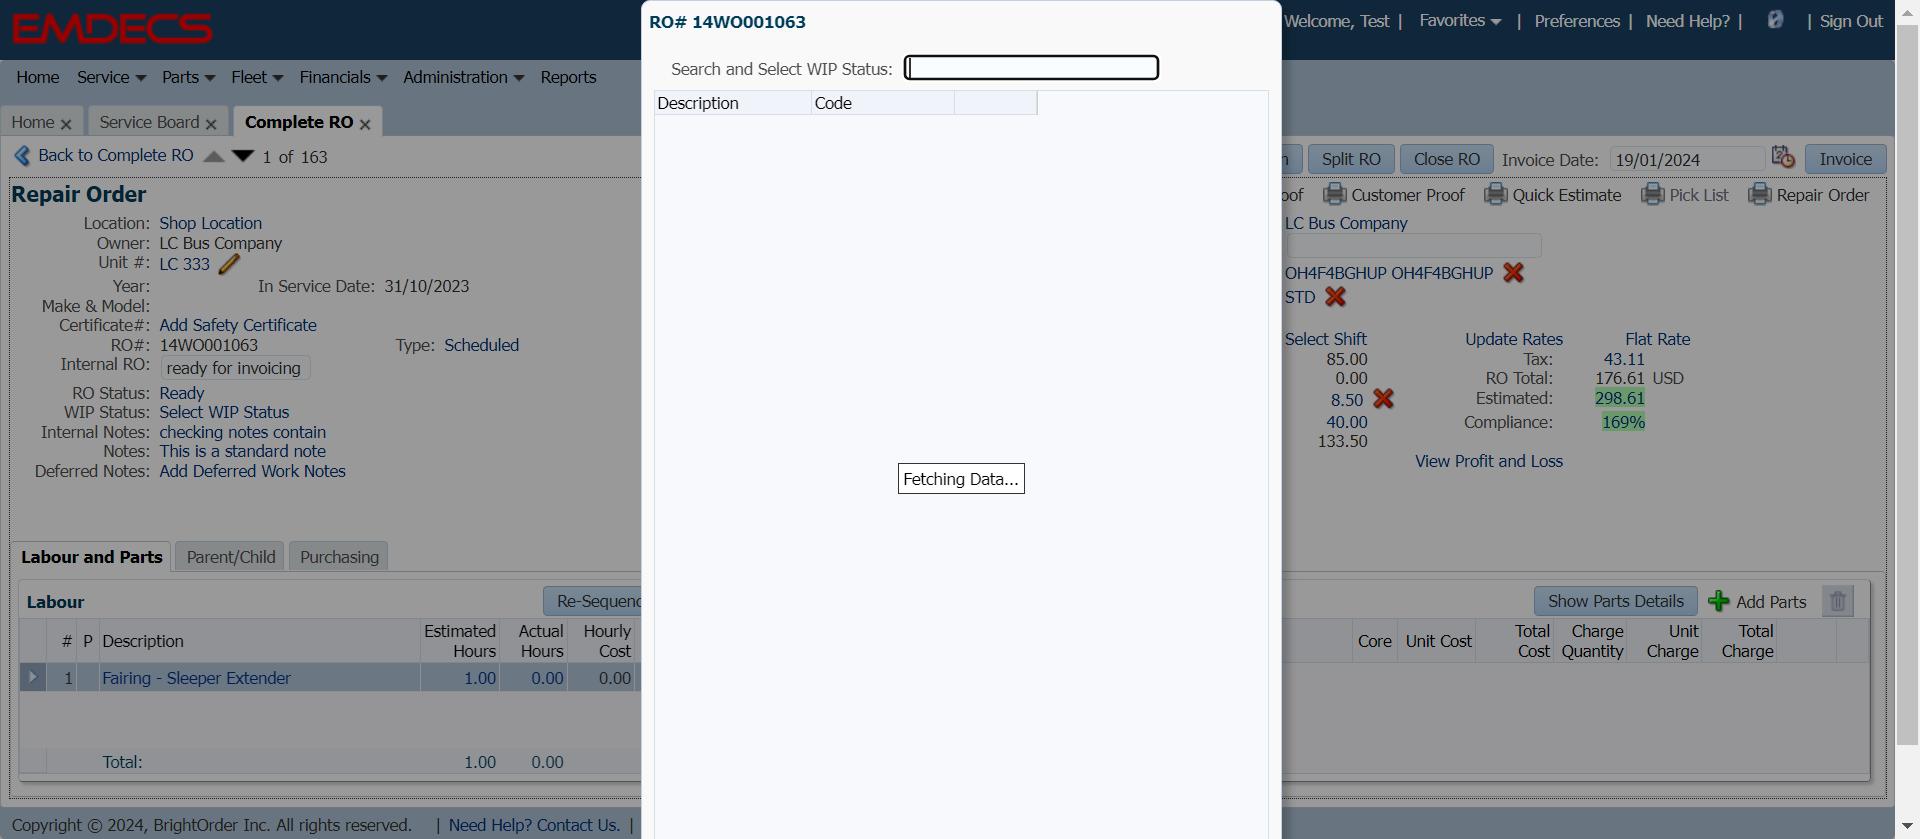 EMDECS
Welcome, Test | Favorites | Preferences | Need Help? | | Sign Out
Home Service Parts Fleet Financials Administration Reports
Home Service Board Complete RO
Back to Complete RO 1 of 163
Split RO Close RO Invoice Date: 19/01/2024 Invoice
Customer Proof Quick Estimate Pick List Repair Order
Repair Order
Location: Shop Location
Owner: LC Bus Company
Unit #: LC 333
Year: In Service Date: 31/10/2023
Make & Model:
Certificate#: Add Safety Certificate
RO#: 14WO001063 Type: Scheduled
Internal RO: ready for invoicing
RO Status: Ready
WIP Status: Select WIP Status
Internal Notes: checking notes contain
Notes: This is a standard note
Deferred Notes: Add Deferred Work Notes
RO# 14WO001063
Search and Select WIP Status:
Description Code
Fetching Data...
LC Bus Company
OH4F4BGHUP OH4F4BGHUP
STD
Select Shift Update Rates Flat Rate
85.00 Tax: 43.11
0.00 RO Total: 176.61 USD
8.50 Estimated: 298.61
40.00 Compliance: 169%
133.50
View Profit and Loss
Labour and Parts Parent/Child Purchasing
Labour Re-Sequenc
Show Parts Details Add Parts
# P Description Estimated Hours Actual Hours Hourly Cost
Core Unit Cost Total Cost Charge Quantity Unit Charge Total Charge
1 Fairing - Sleeper Extender 1.00 0.00 0.00
Total: 1.00 0.00
Copyright © 2024, BrightOrder Inc. All rights reserved. | Need Help? Contact Us. |